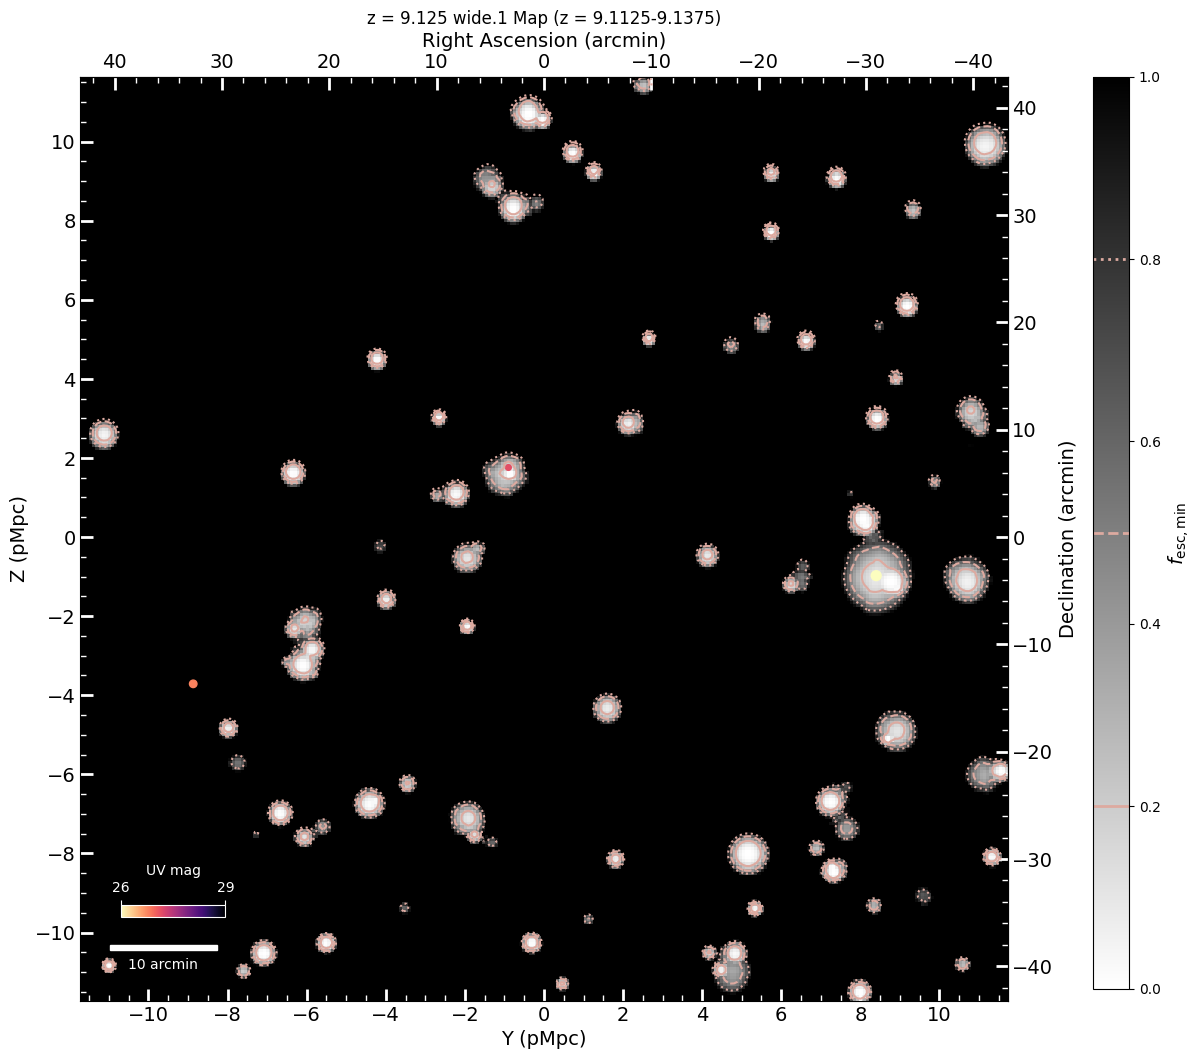 z = 9.125 wide.1 Map (z = 9.1125-9.1375)
Right Ascension (arcmin)
40 30 20 10 0 −10 −20 −30 −40
10
8
6
4
2
0
−2
−4
−6
−8
−10
Z (pMpc)
40
30
20
10
0
−10
−20
−30
−40
Declination (arcmin)
1.0
0.8
0.6
0.4
0.2
0.0
fesc,min
UV mag
26 29
10 arcmin
−10 −8 −6 −4 −2 0 2 4 6 8 10
Y (pMpc)